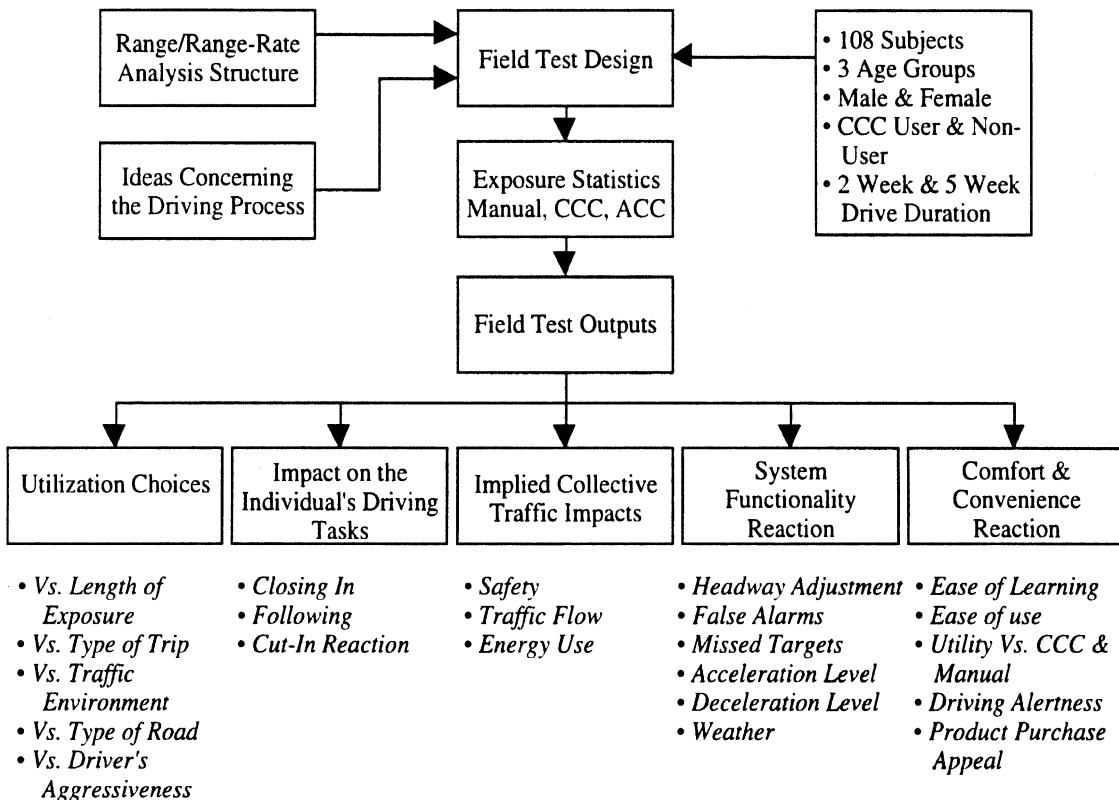 Range/Range-Rate
Analysis Structure
Field Test Design
• 108 Subjects
• 3 Age Groups
• Male & Female
• CCC User & Non-
User
• 2 Week & 5 Week
Drive Duration
Ideas Concerning
the Driving Process
Exposure Statistics
Manual, CCC, ACC
Field Test Outputs
Utilization Choices
Impact on the
Individual's Driving
Tasks
Implied Collective
Traffic Impacts
System
Functionality
Reaction
Comfort &
Convenience
Reaction
• Vs. Length of
Exposure
• Vs. Type of Trip
• Vs. Traffic
Environment
• Vs. Type of Road
• Vs. Driver's
Aggressiveness
• Closing In
• Following
• Cut-In Reaction
• Safety
• Traffic Flow
• Energy Use
• Headway Adjustment
• False Alarms
• Missed Targets
• Acceleration Level
• Deceleration Level
• Weather
• Ease of Learning
• Ease of use
• Utility Vs. CCC &
Manual
• Driving Alertness
• Product Purchase
Appeal